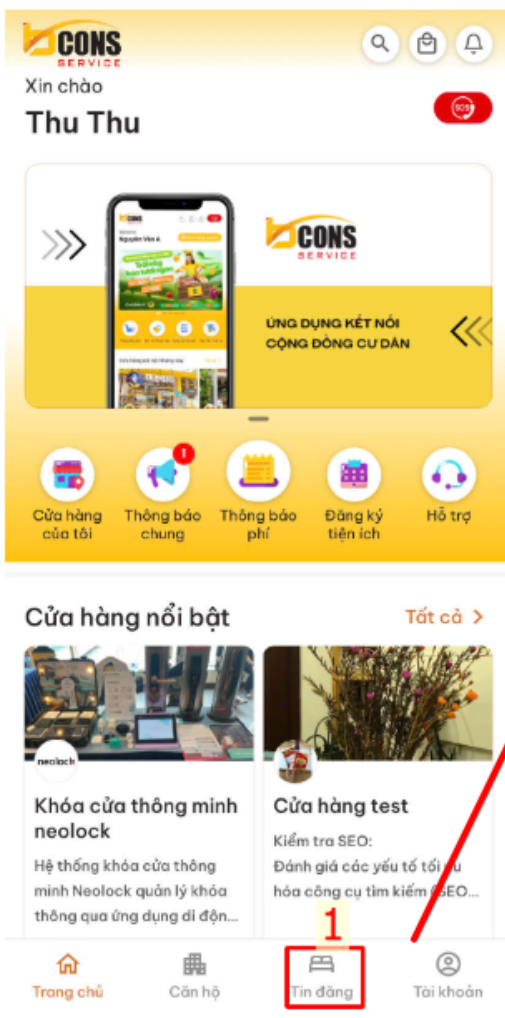 BCONS
SERVICE
Xin chào
Thu Thu
SOS
CONS
SERVICE
ỨNG DỤNG KẾT NỐI
CỘNG ĐỒNG CƯ DÂN
Nguyễn Văn A
1
Cửa hàng
của tôi
Thông báo
chung
Thông báo
phí
Đăng ký
tiện ích
Hỗ trợ
Cửa hàng nổi bật
Tất cả >
neolock
Khóa cửa thông minh
neolock
Hệ thống khóa cửa thông
minh Neolock quản lý khóa
thông qua ứng dụng di độn...
Cửa hàng test
Kiểm tra SEO:
Đánh giá các yếu tố tối ưu
hóa công cụ tìm kiếm (SEO...
1
Trang chủ
Căn hộ
Tin đăng
Tài khoản